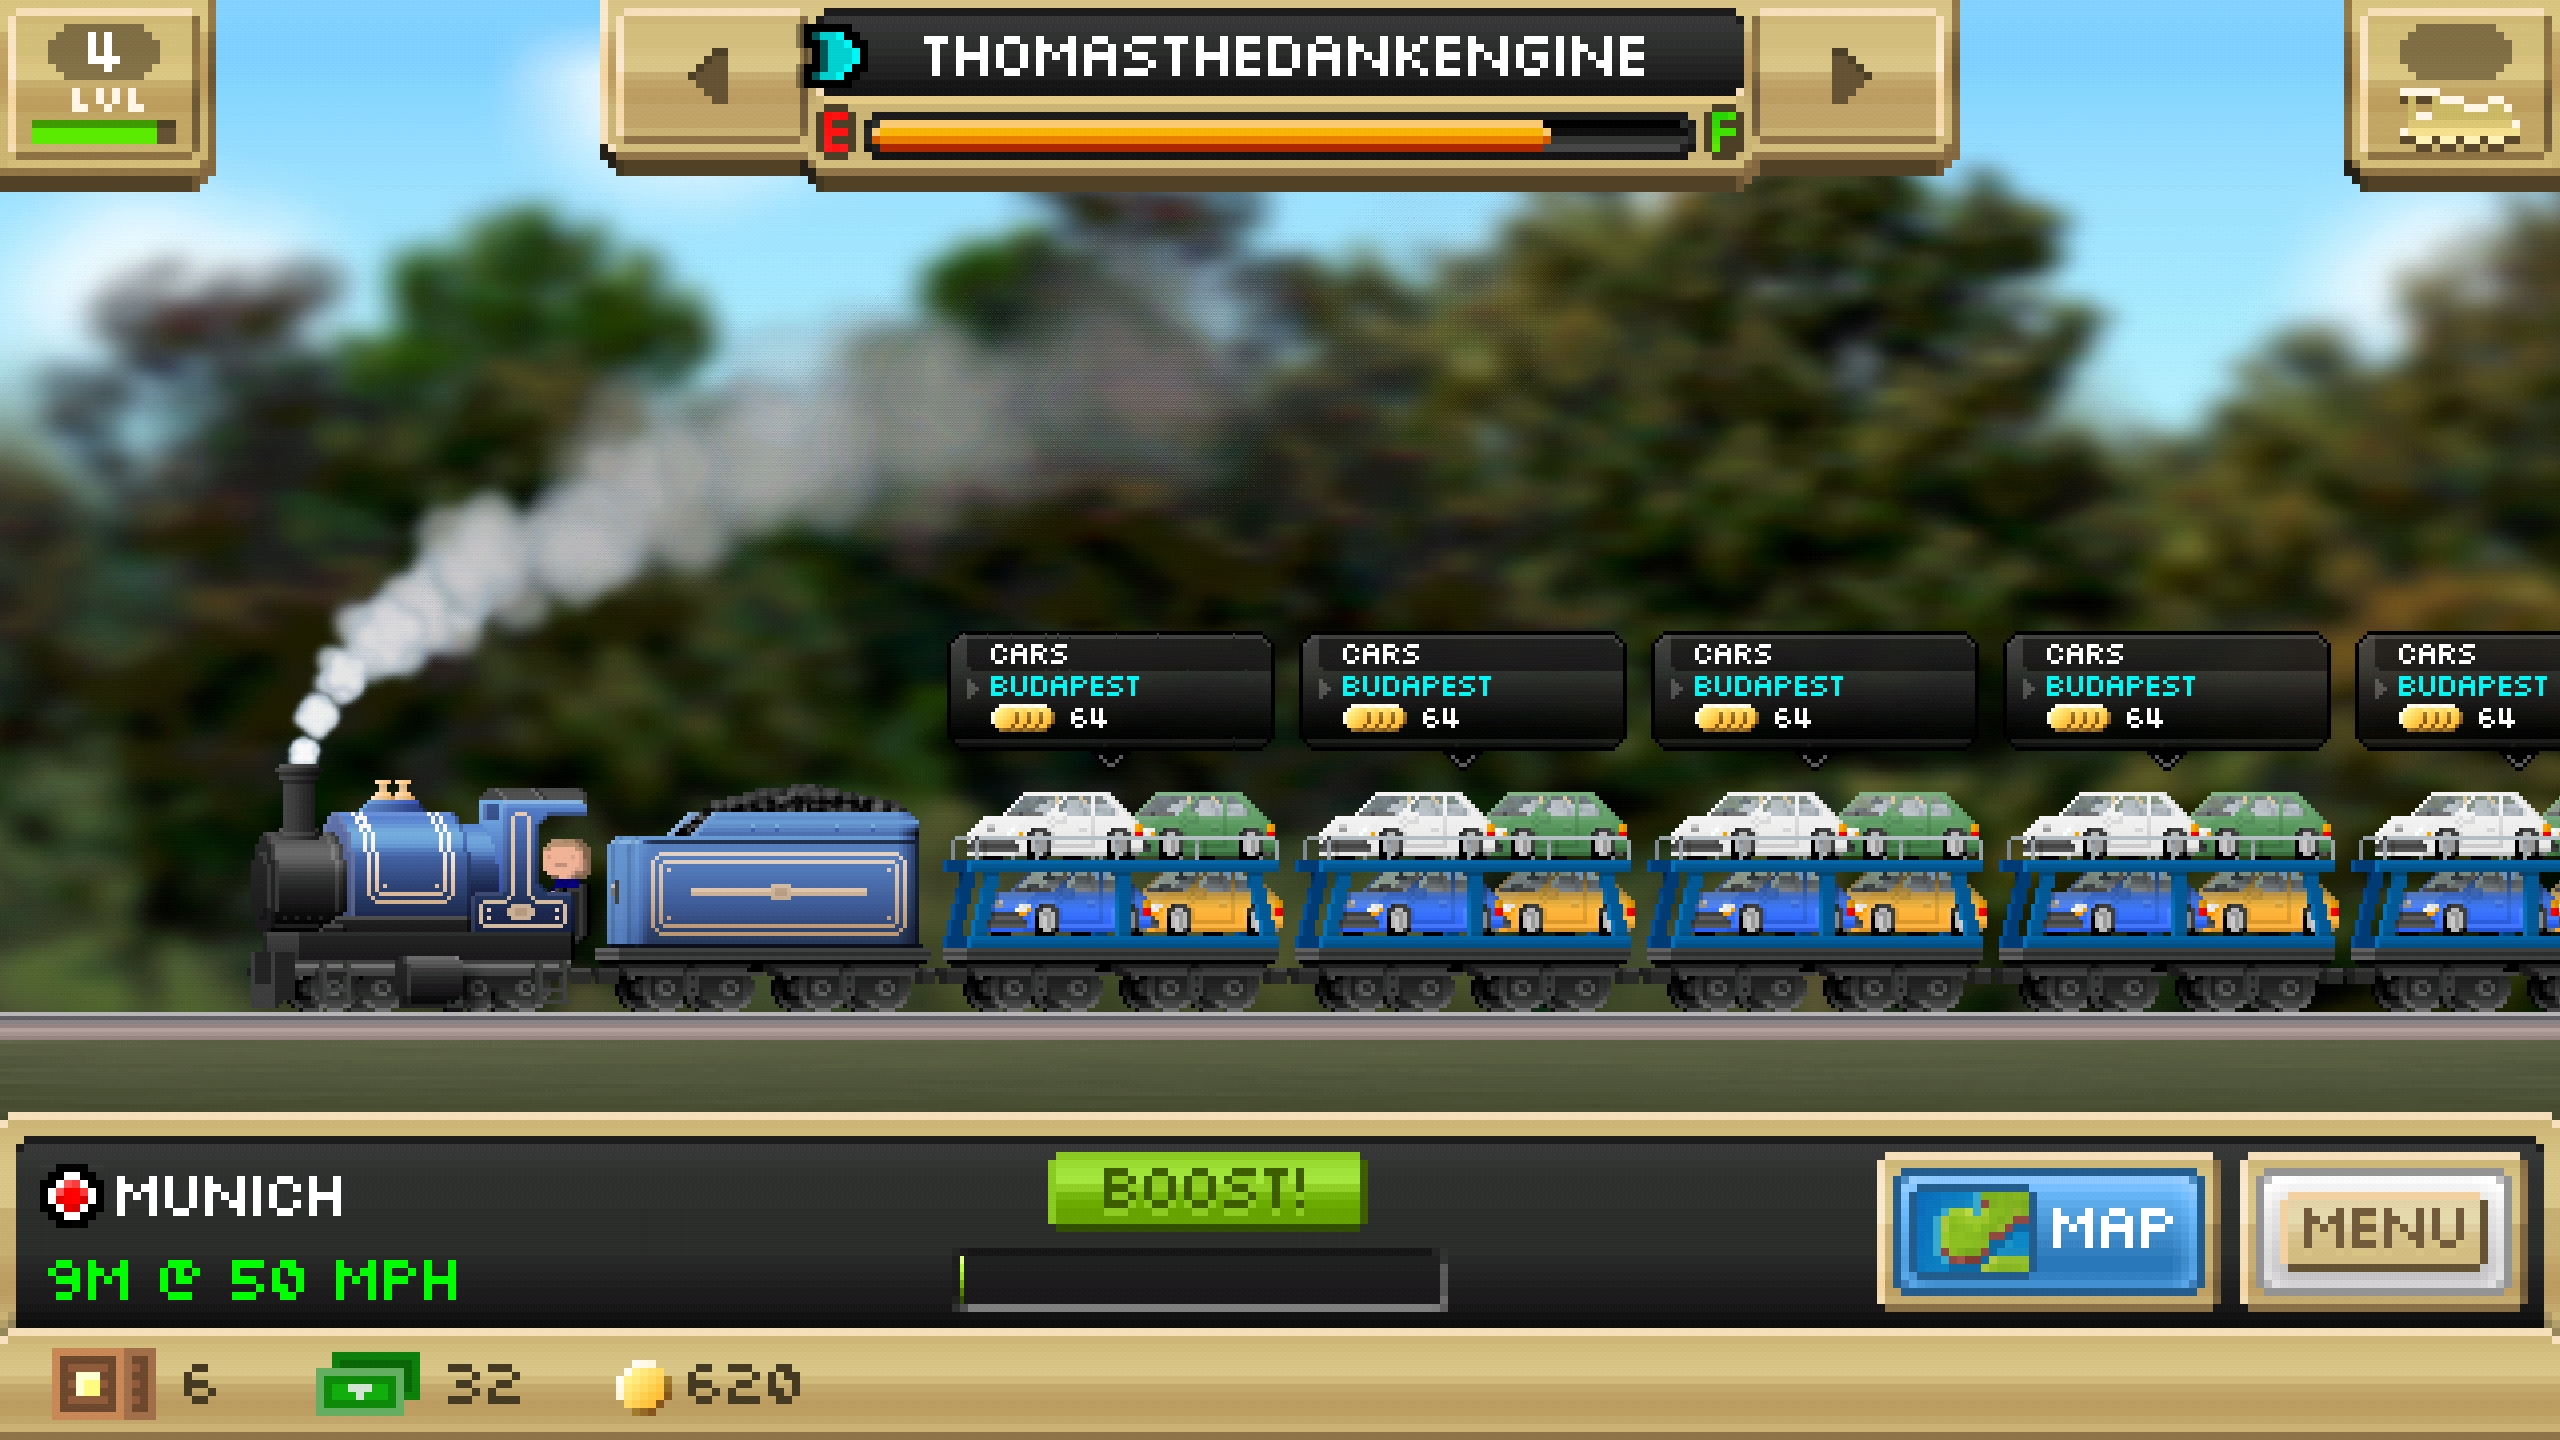 4
LVL
THOMASTHEDANKENGINE
E
F
CARS
BUDAPEST
64
CARS
BUDAPEST
64
CARS
BUDAPEST
64
CARS
BUDAPEST
64
CARS
BUDAPEST
64
MUNICH
9M @ 50 MPH
BOOST!
MAP
MENU
6
32
620